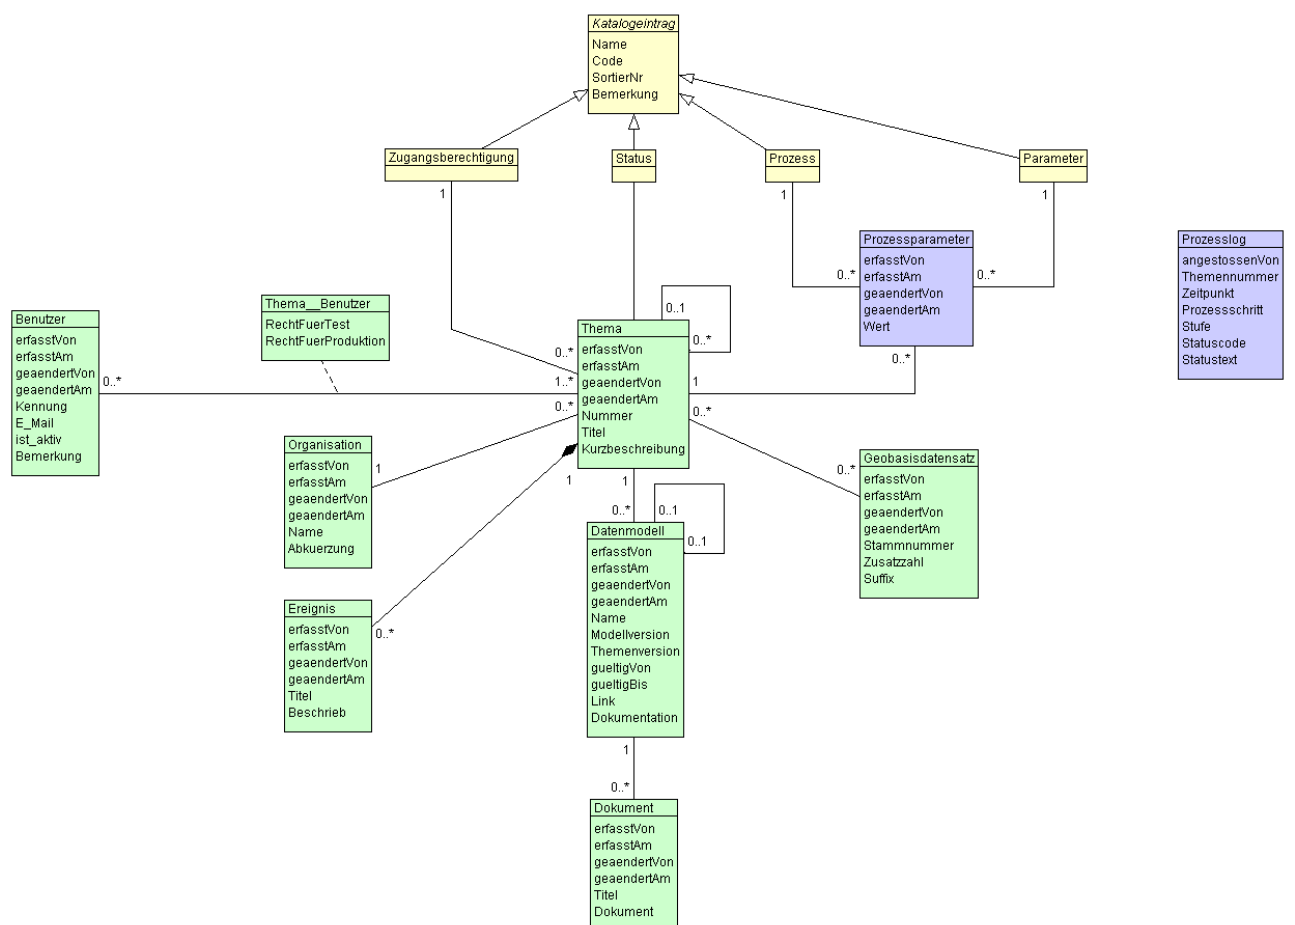 Katalogeintrag
Name
Code
SortierNr
Bemerkung
Zugangsberechtigung
1
Status
Prozess
1
Parameter
1
Prozessparameter
erfasstVon
erfasstAm
geaendertVon
geaendertAm
Wert
0..*
0..*
0..*
Prozesslog
angestossenVon
Themennummer
Zeitpunkt
Prozessschritt
Stufe
Statuscode
Statustext
Thema__Benutzer
RechtFuerTest
RechtFuerProduktion
Benutzer
erfasstVon
erfasstAm
geaendertVon
geaendertAm
Kennung
E_Mail
ist_aktiv
Bemerkung
0..*
Thema
erfasstVon
erfasstAm
geaendertVon
geaendertAm
Nummer
Titel
Kurzbeschreibung
0..1
0..*
0..*
1..*
0..*
1
0..*
1
1
Organisation
erfasstVon
erfasstAm
geaendertVon
geaendertAm
Name
Abkuerzung
1
Geobasisdatensatz
erfasstVon
erfasstAm
geaendertVon
geaendertAm
Stammnummer
Zusatzzahl
Suffix
0..*
Datenmodell
erfasstVon
erfasstAm
geaendertVon
geaendertAm
Name
Modellversion
Themenversion
gueltigVon
gueltigBis
Link
Dokumentation
0..*
0..1
0..1
1
Ereignis
erfasstVon
erfasstAm
geaendertVon
geaendertAm
Titel
Beschrieb
0..*
0..*
Dokument
erfasstVon
erfasstAm
geaendertVon
geaendertAm
Titel
Dokument